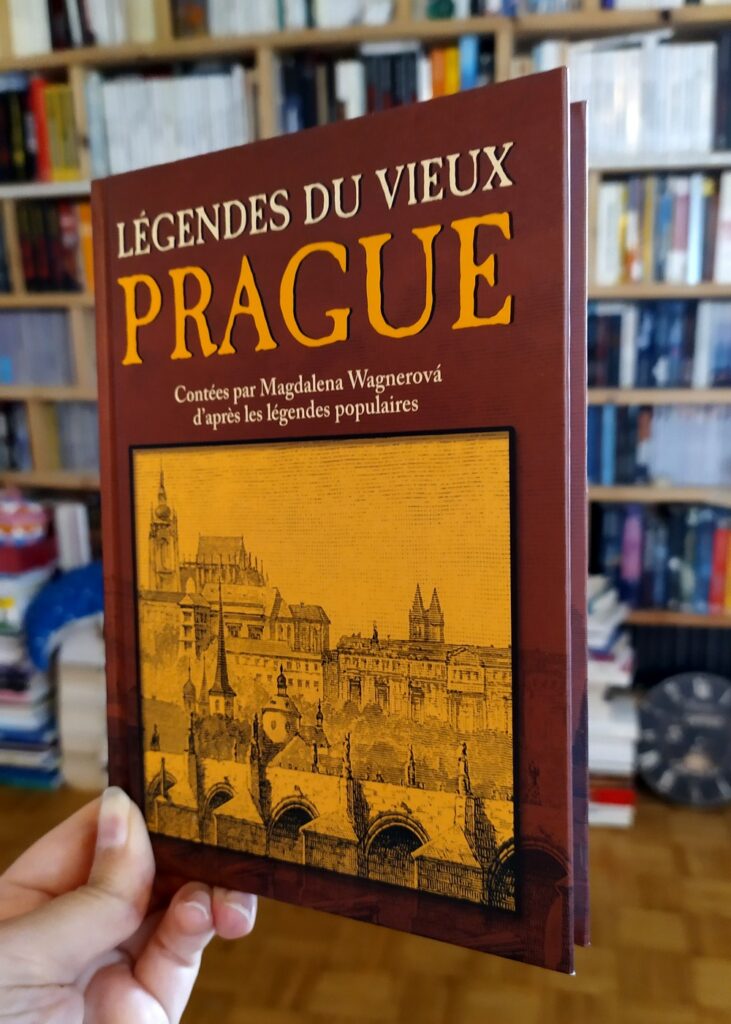 LÉGENDES DU VIEUX
PRAGUE
Contées par Magdalena Wagnerová
d'après les légendes populaires